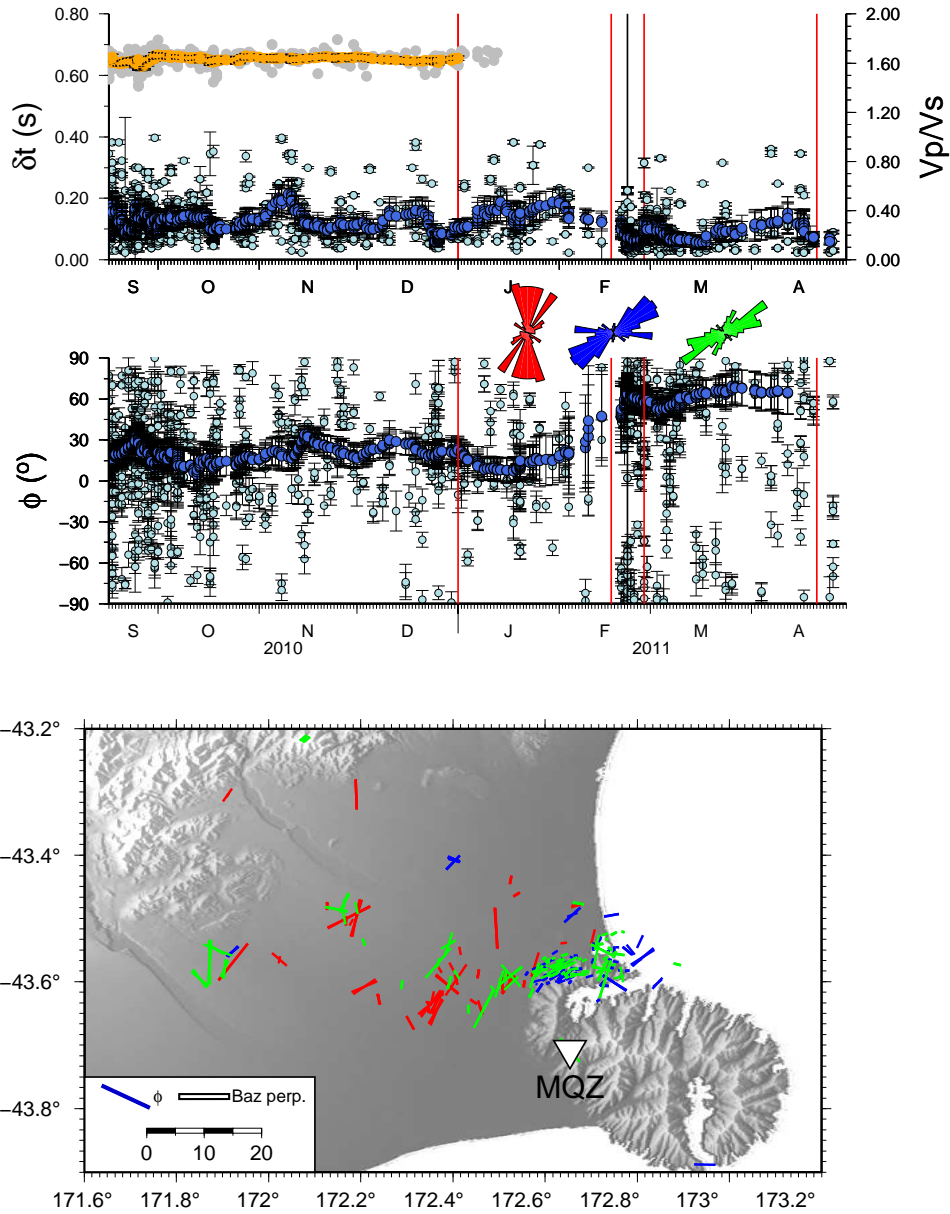 0.80
0.60
0.40
0.20
0.00
δt (s)
2.00
1.60
1.20
0.80
0.40
0.00
Vp/Vs
S O N D J F M A
90
60
30
0
−30
−60
−90
ϕ (º)
S O N D J F M A
2010 2011
−43.2°
−43.4°
−43.6°
−43.8°
MQZ
ϕ Baz perp.
0 10 20
171.6° 171.8° 172° 172.2° 172.4° 172.6° 172.8° 173° 173.2°